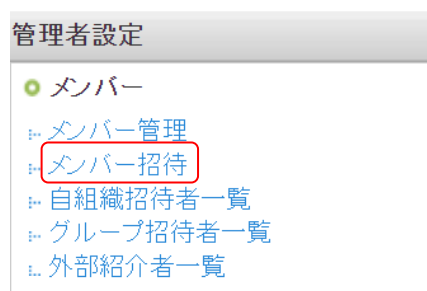 管理者設定
メンバー
メンバー管理
メンバー招待
自組織招待者一覧
グループ招待者一覧
外部紹介者一覧